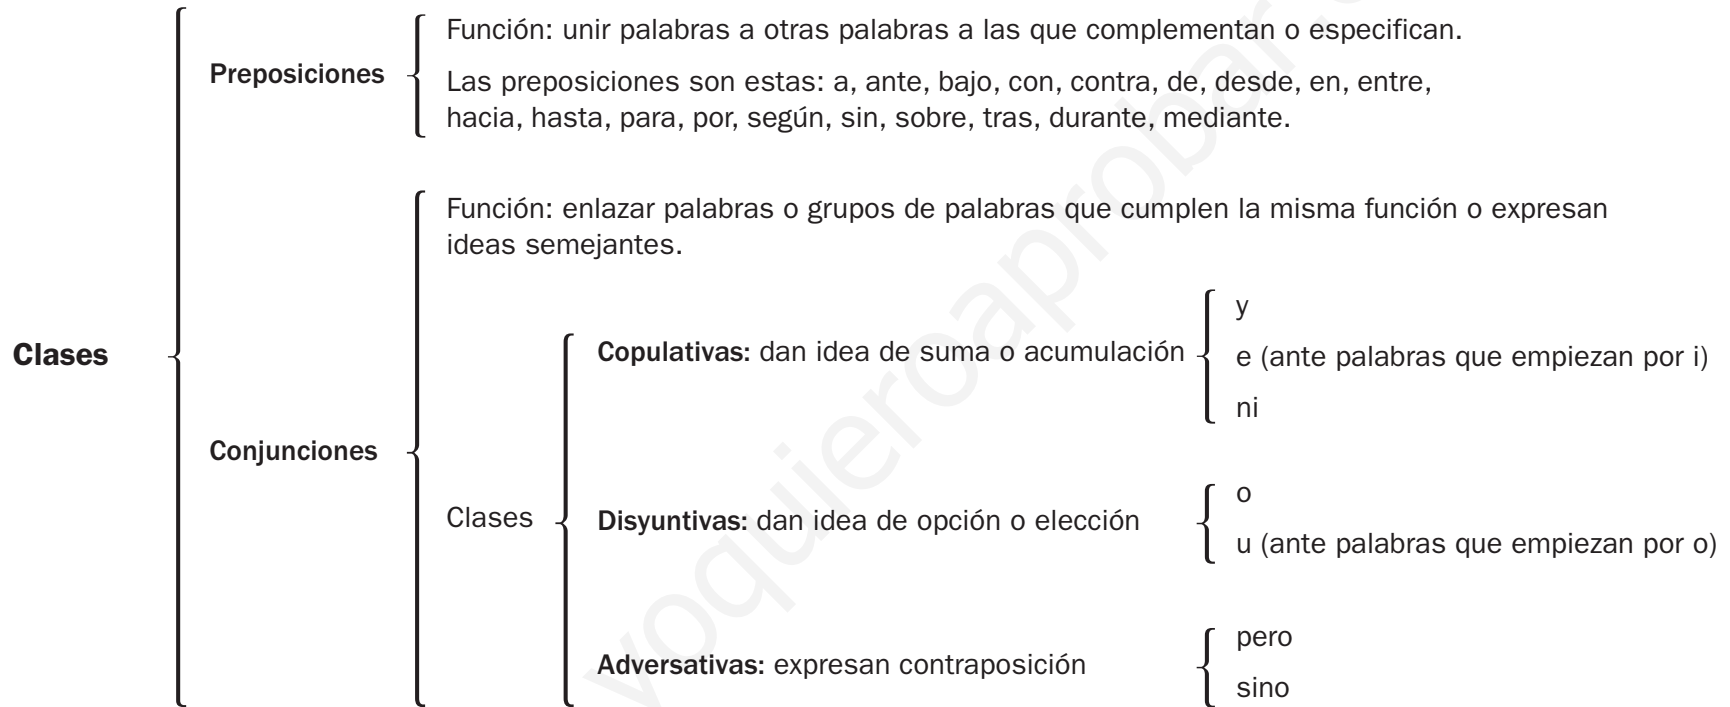 Clases
Preposiciones
Función: unir palabras a otras palabras a las que complementan o especifican.
Las preposiciones son estas: a, ante, bajo, con, contra, de, desde, en, entre,
hacia, hasta, para, por, según, sin, sobre, tras, durante, mediante.
Conjunciones
Función: enlazar palabras o grupos de palabras que cumplen la misma función o expresan
ideas semejantes.
Clases
Copulativas: dan idea de suma o acumulación
y
e (ante palabras que empiezan por i)
ni
Disyuntivas: dan idea de opción o elección
o
u (ante palabras que empiezan por o)
Adversativas: expresan contraposición
pero
sino
yoquieroaprobar.